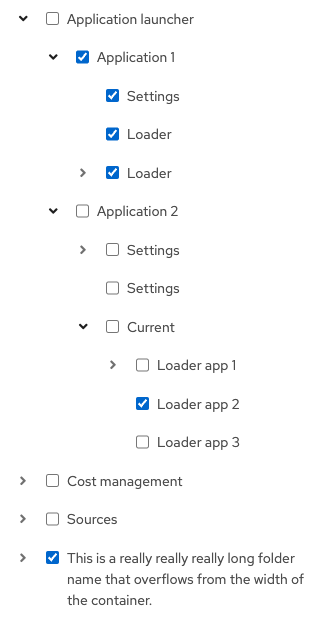 Application launcher
Application 1
Settings
Loader
Loader
Application 2
Settings
Settings
Current
Loader app 1
Loader app 2
Loader app 3
Cost management
Sources
This is a really really really long folder
name that overflows from the width of
the container.